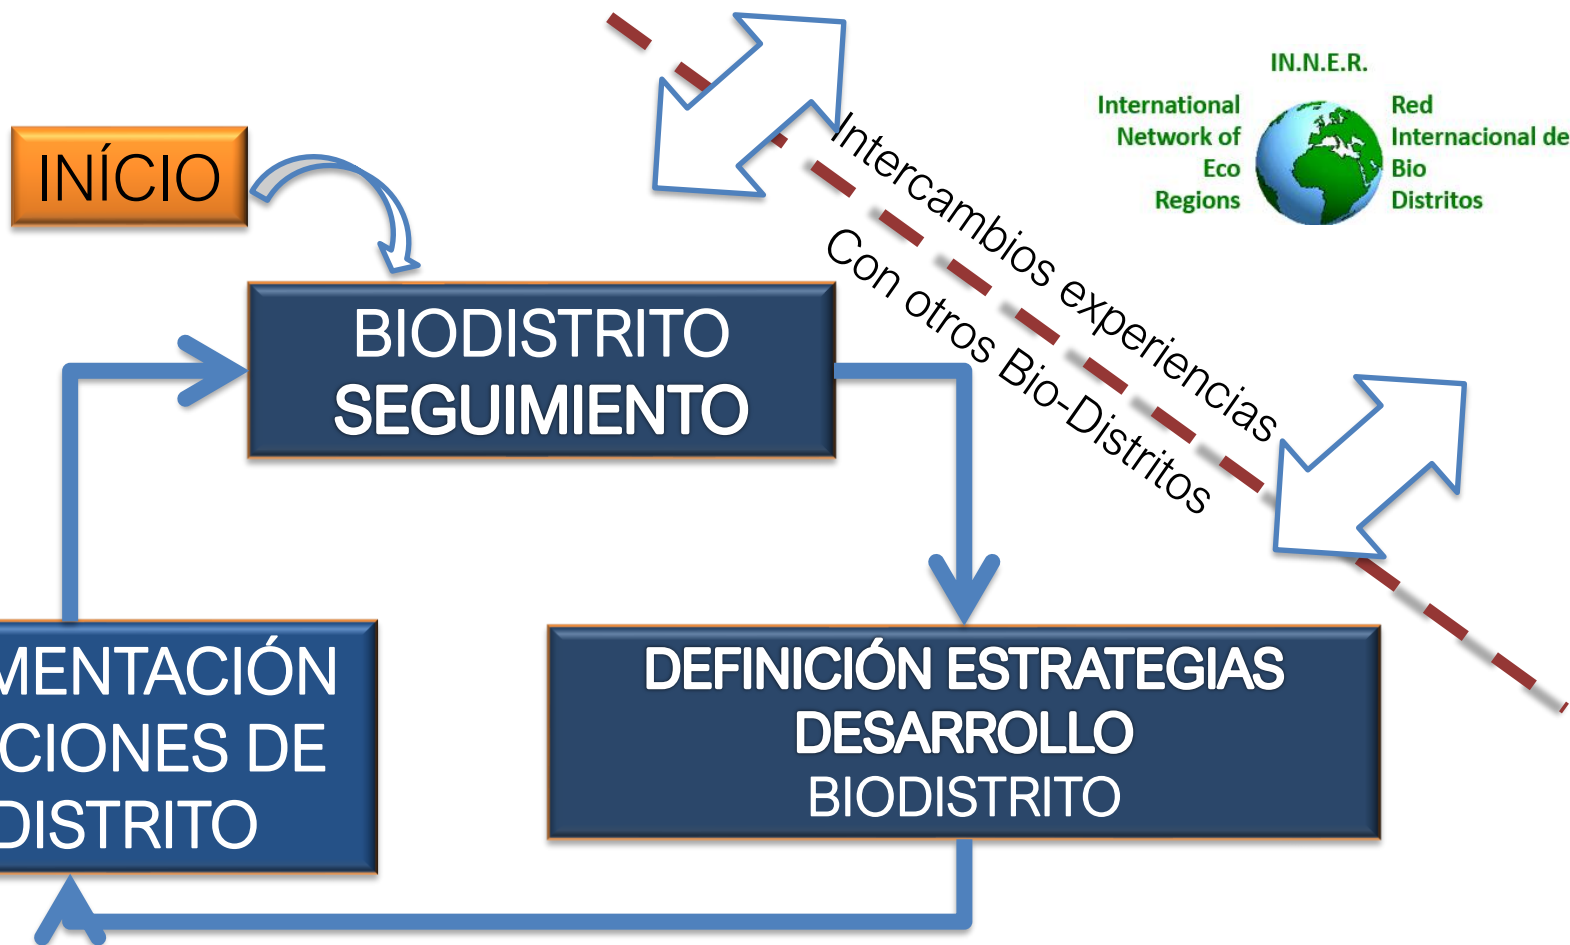 IN.N.E.R.
International
Network of
Eco
Regions
Red
Internacional de
Bio
Distritos
INÍCIO
Intercambios experiencias
Con otros Bio-Distritos
BIODISTRITO
SEGUIMIENTO
MENTACIÓN
CIONES DE
DISTRITO
DEFINICIÓN ESTRATEGIAS
DESARROLLO
BIODISTRITO